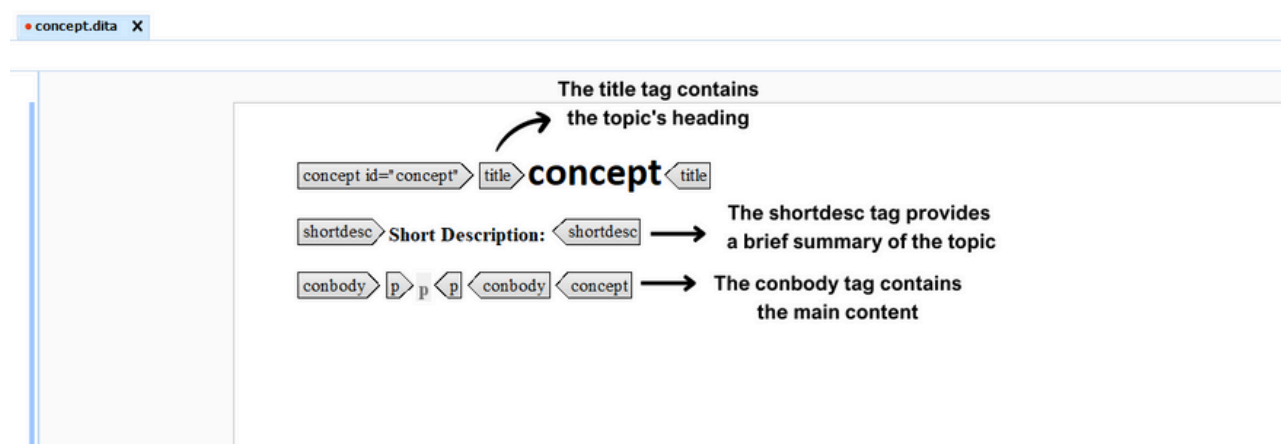 concept.dita X
The title tag contains
the topic's heading
concept id="concept" title concept title
shortdesc Short Description: shortdesc
The shortdesc tag provides
a brief summary of the topic
conbody p p p conbody concept
The conbody tag contains
the main content